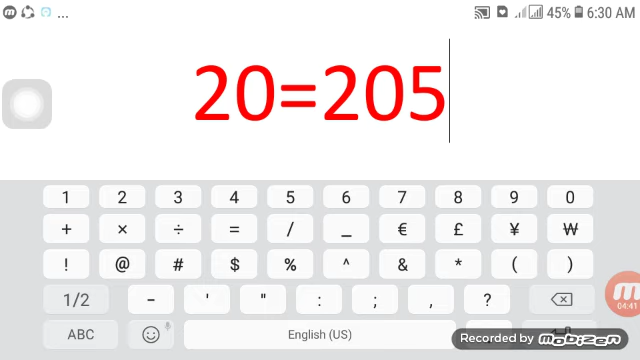 45% 6:30 AM
20=205
1 2 3 4 5 6 7 8 9 0
+ × ÷ = / _ € £ ¥ ₩
! @ # $ % ^ & * ( )
1/2 - ' " : ; , ?
04:41
ABC English (US)
Recorded by mobizen